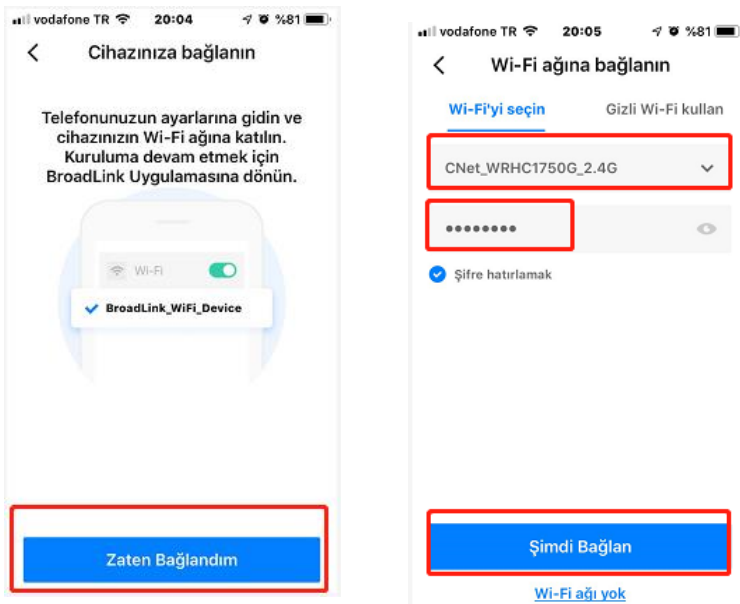 vodafone TR 20:04 %81
Cihazınıza bağlanın
Telefonunuzun ayarlarına gidin ve
cihazınızın Wi-Fi ağına katılın.
Kuruluma devam etmek için
BroadLink Uygulamasına dönün.
Wi-Fi
BroadLink_WiFi_Device
Zaten Bağlandım
vodafone TR 20:05 %81
Wi-Fi ağına bağlanın
Wi-Fi'yi seçin Gizli Wi-Fi kullan
CNet_WRHC1750G_2.4G
••••••••
Şifre hatırlamak
Şimdi Bağlan
Wi-Fi ağı yok